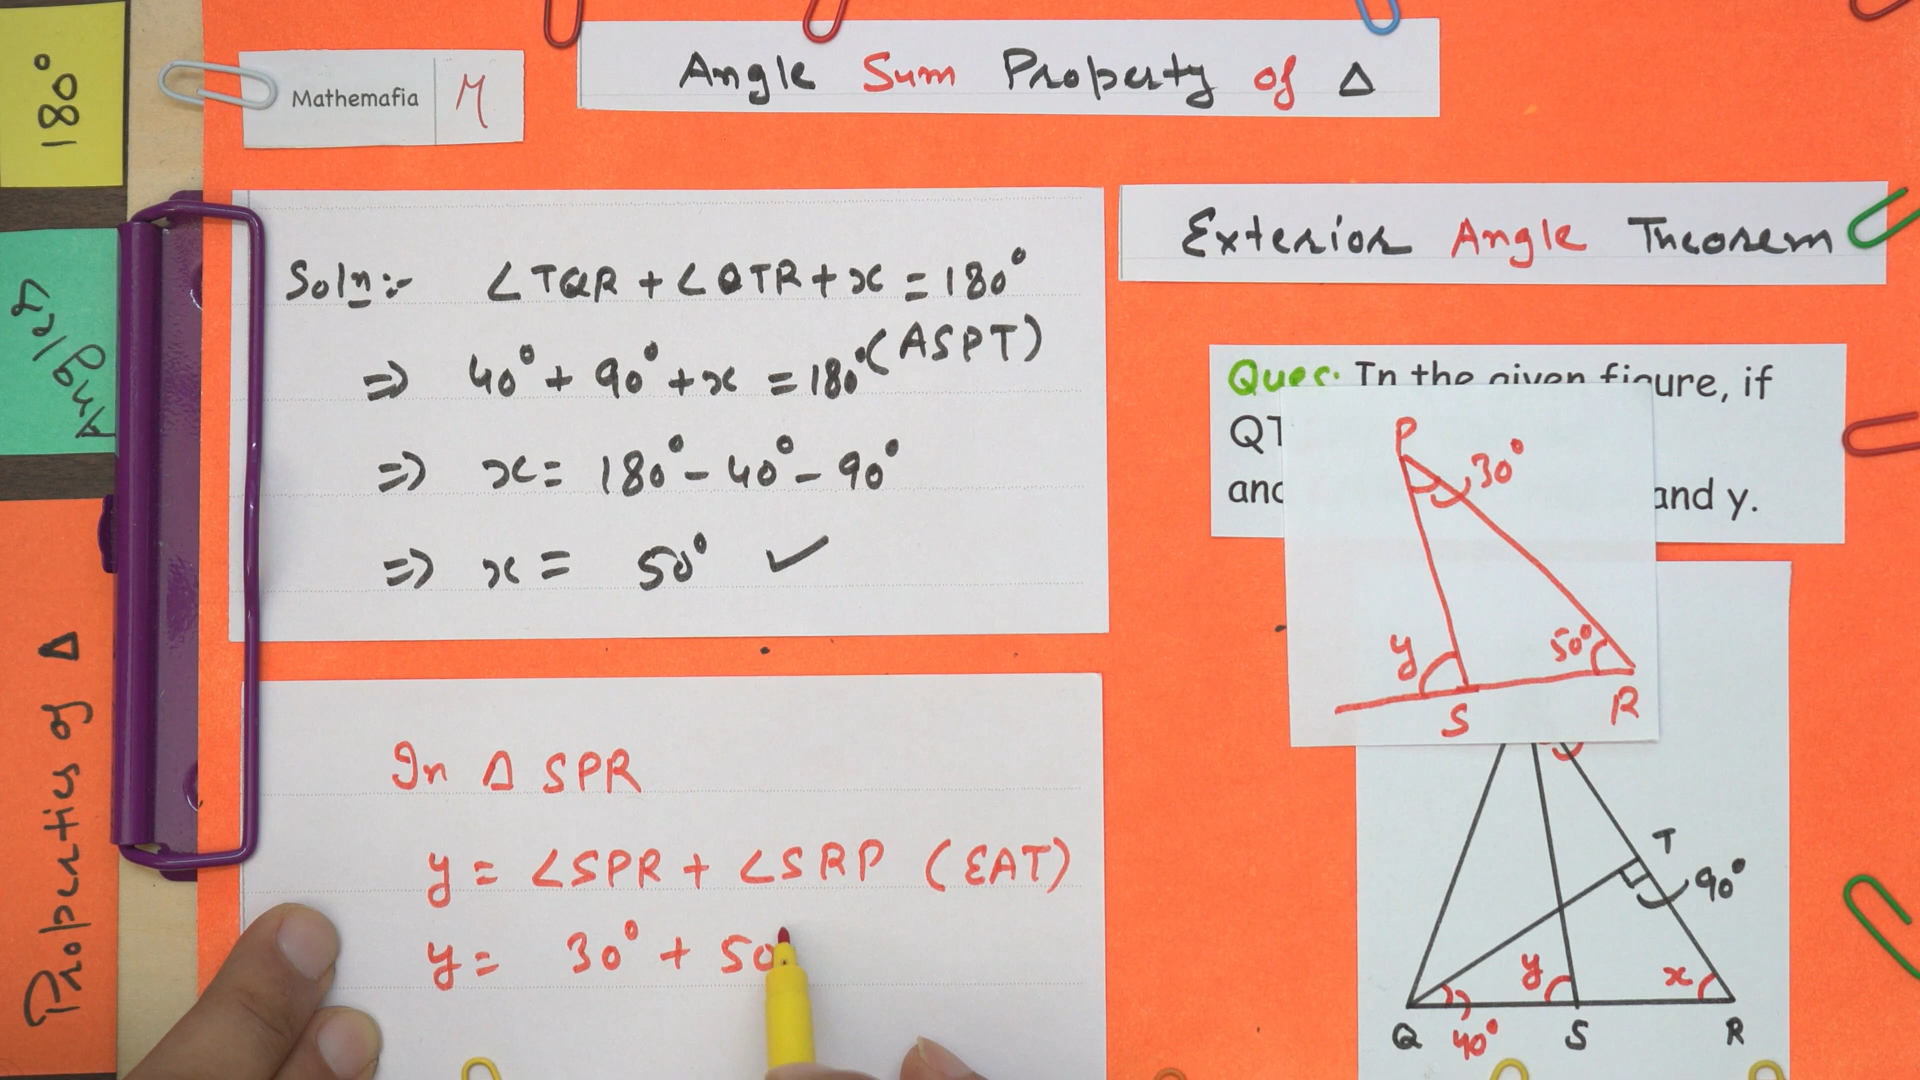 180°
Angles
Properties of Δ
Mathemafia M
Angle Sum Property of Δ
Soln:- ∠TQR + ∠QTR + x = 180°
(ASPT)
⇒ 40° + 90° + x = 180°
⇒ x = 180° - 40° - 90°
⇒ x = 50° ✓
In Δ SPR
y = ∠SPR + ∠SRP (EAT)
y = 30° + 50
Exterior Angle Theorem
Ques: In the given figure, if
QT
and y.
P
30°
y
50°
S
R
T
90°
y
x
Q
40°
S
R